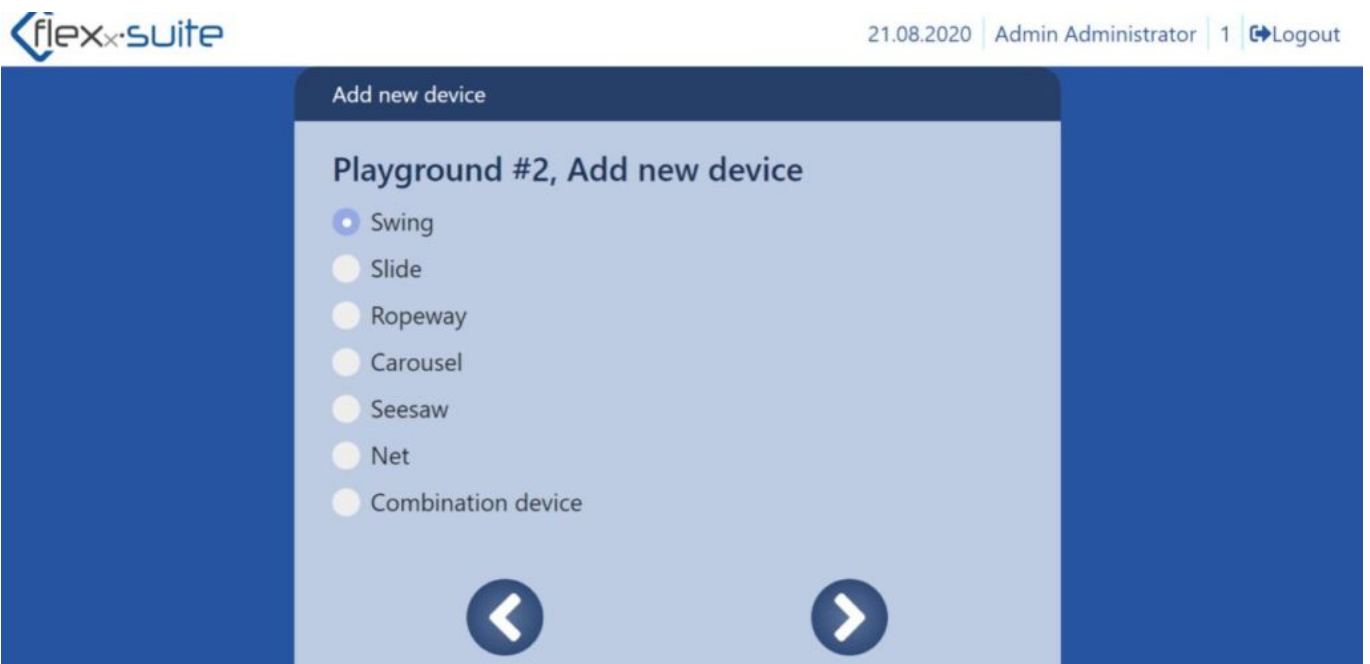 flexx·suite
21.08.2020 Admin Administrator 1 Logout
Add new device
Playground #2, Add new device
Swing
Slide
Ropeway
Carousel
Seesaw
Net
Combination device